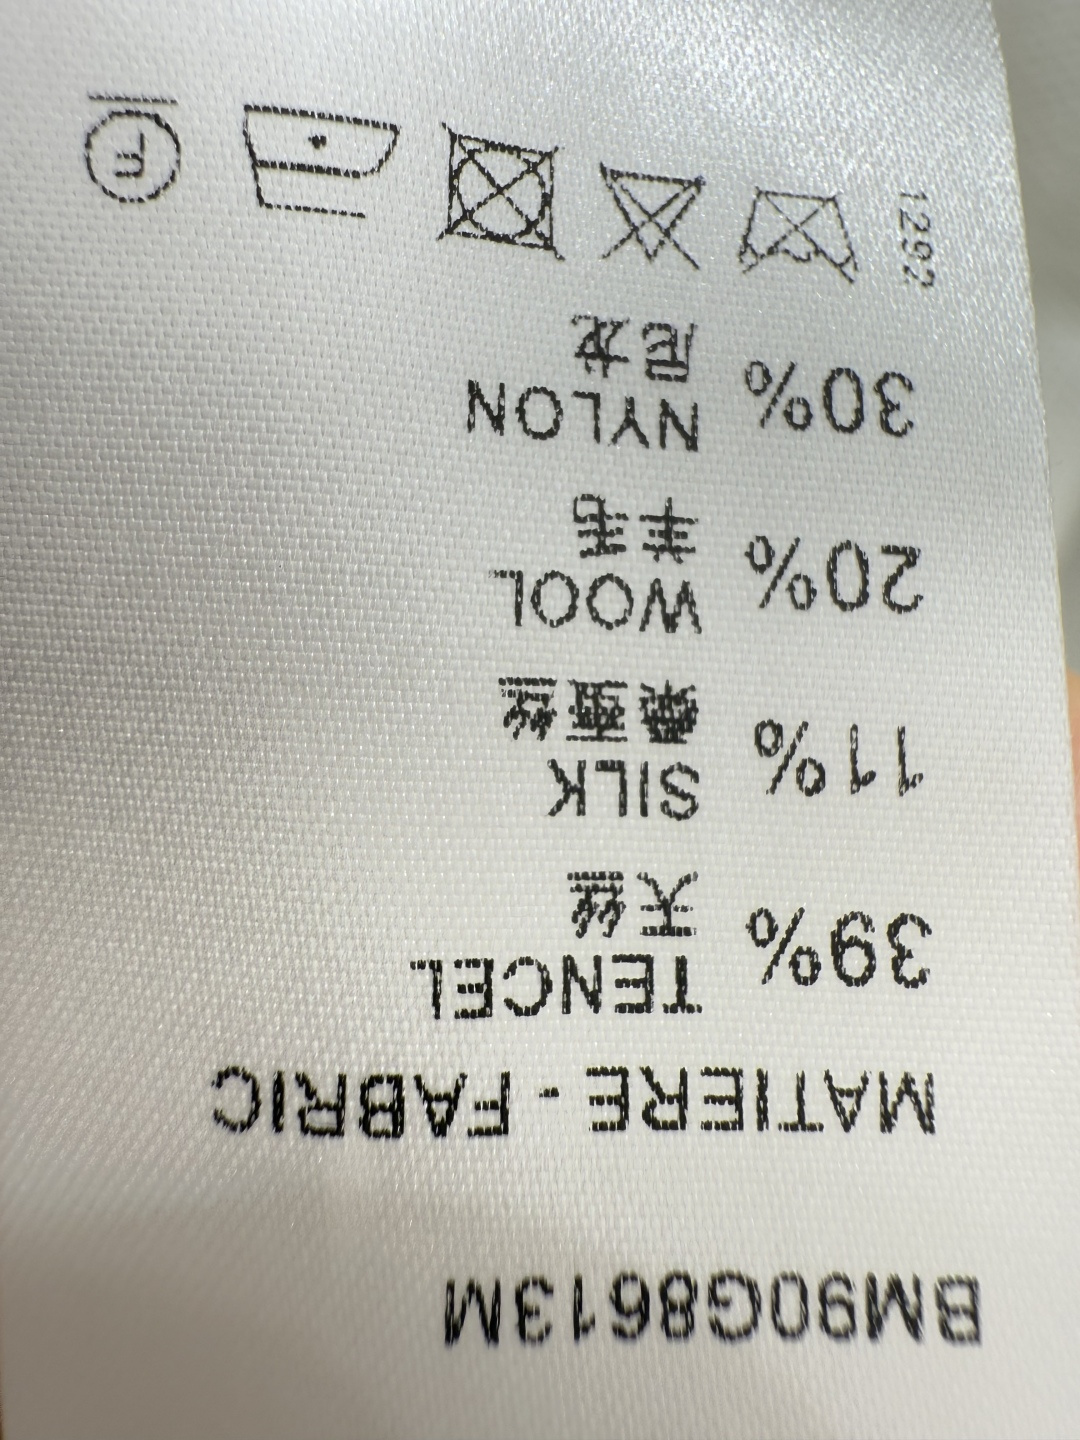 BM90G8613M
MATIERE - FABRIC
39% TENCEL
天丝
11% SILK
桑蚕丝
20% WOOL
羊毛
30% NYLON
尼龙
1292
F